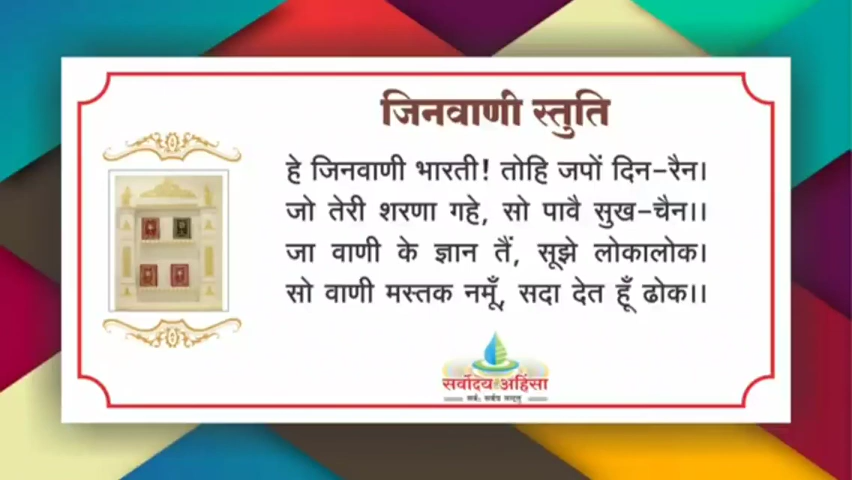 जिनवाणी स्तुति
हे जिनवाणी भारती! तोहि जपों दिन-रैन।
जो तेरी शरणा गहे, सो पावै सुख-चैन।।
जा वाणी के ज्ञान तैं, सूझे लोकालोक।
सो वाणी मस्तक नमूँ, सदा देत हूँ ढोक।।
सर्वोदय अहिंसा